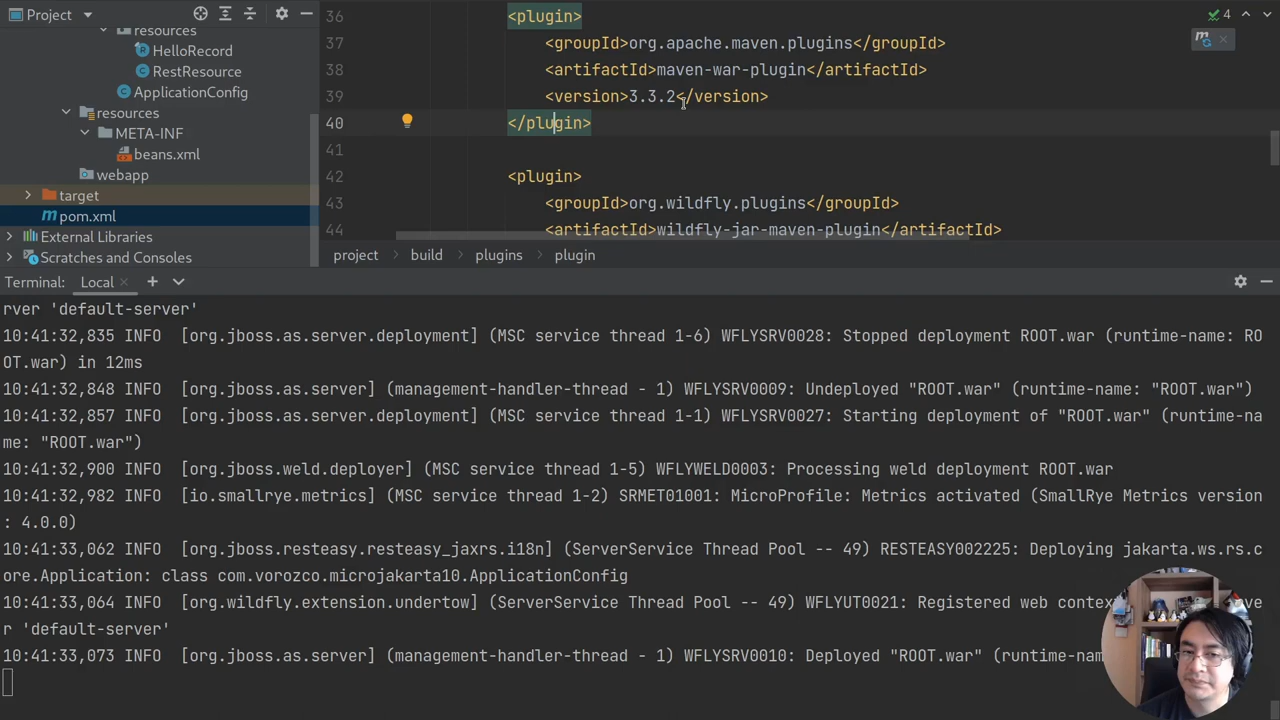 Project
resources
HelloRecord
RestResource
ApplicationConfig
resources
META-INF
beans.xml
webapp
target
pom.xml
External Libraries
Scratches and Consoles
36 <plugin>
37 <groupId>org.apache.maven.plugins</groupId>
38 <artifactId>maven-war-plugin</artifactId>
39 <version>3.3.2</version>
40 </plugin>
41
42 <plugin>
43 <groupId>org.wildfly.plugins</groupId>
44 <artifactId>wildfly-jar-maven-plugin</artifactId>
4
project build plugins plugin
Terminal: Local
rver 'default-server'
10:41:32,835 INFO [org.jboss.as.server.deployment] (MSC service thread 1-6) WFLYSRV0028: Stopped deployment ROOT.war (runtime-name: RO
OT.war) in 12ms
10:41:32,848 INFO [org.jboss.as.server] (management-handler-thread - 1) WFLYSRV0009: Undeployed "ROOT.war" (runtime-name: "ROOT.war")
10:41:32,857 INFO [org.jboss.as.server.deployment] (MSC service thread 1-1) WFLYSRV0027: Starting deployment of "ROOT.war" (runtime-na
me: "ROOT.war")
10:41:32,900 INFO [org.jboss.weld.deployer] (MSC service thread 1-5) WFLYWELD0003: Processing weld deployment ROOT.war
10:41:32,982 INFO [io.smallrye.metrics] (MSC service thread 1-2) SRMET01001: MicroProfile: Metrics activated (SmallRye Metrics version
: 4.0.0)
10:41:33,062 INFO [org.jboss.resteasy.resteasy_jaxrs.i18n] (ServerService Thread Pool -- 49) RESTEASY002225: Deploying jakarta.ws.rs.c
ore.Application: class com.vorozco.microjakarta10.ApplicationConfig
10:41:33,064 INFO [org.wildfly.extension.undertow] (ServerService Thread Pool -- 49) WFLYUT0021: Registered web contex ver
r 'default-server'
10:41:33,073 INFO [org.jboss.as.server] (management-handler-thread - 1) WFLYSRV0010: Deployed "ROOT.war" (runtime-nam